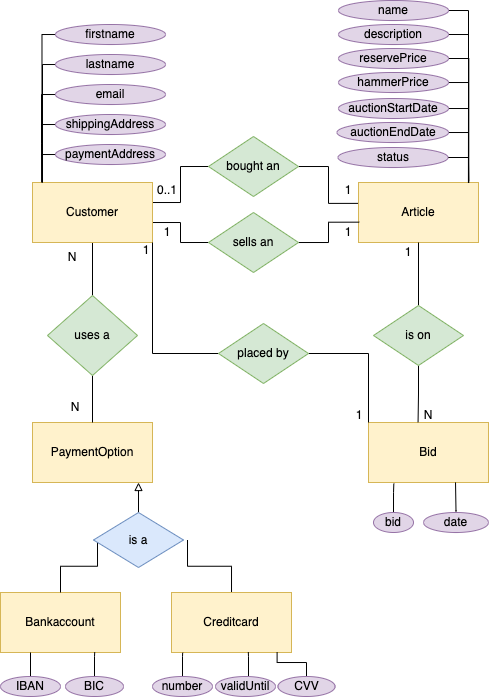 name
firstname
description
lastname
reservePrice
email
hammerPrice
auctionStartDate
shippingAddress
auctionEndDate
paymentAddress
status
bought an
0..1
1
Customer
Article
1
sells an
1
N
1
1
uses a
placed by
is on
N
1
N
PaymentOption
Bid
bid
date
is a
Bankaccount
Creditcard
IBAN
BIC
number
validUntil
CVV